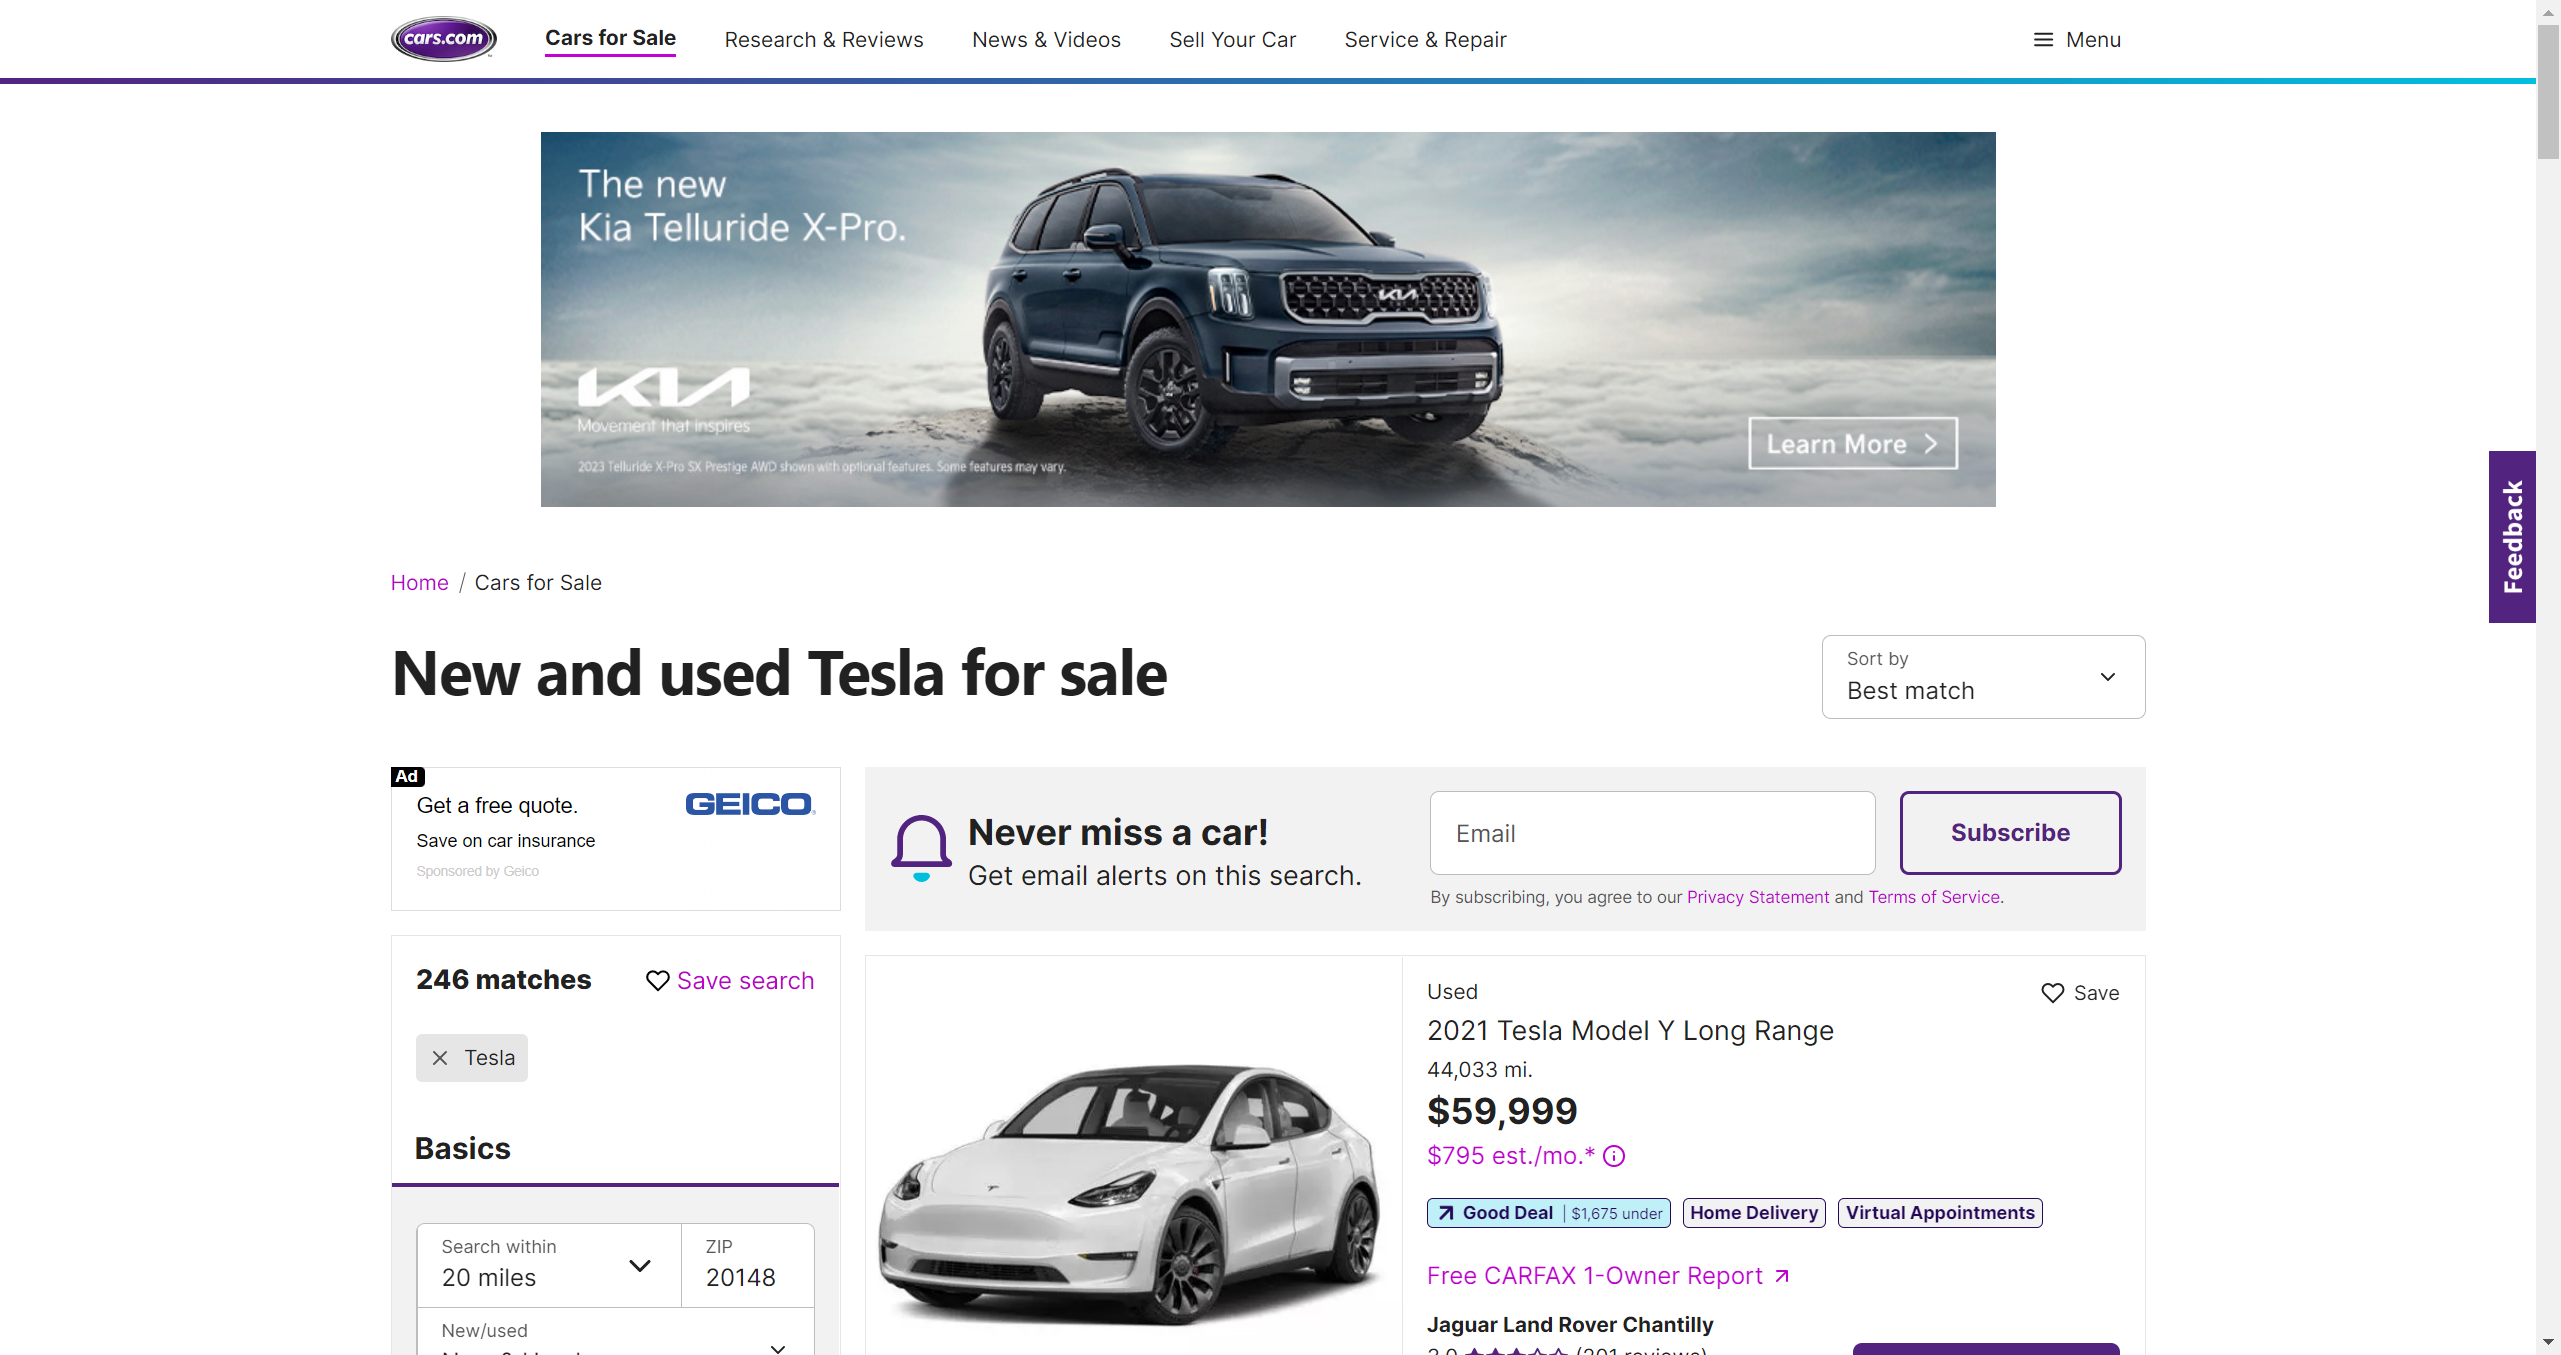 cars.com Cars for Sale Research & Reviews News & Videos Sell Your Car Service & Repair Menu
The new
Kia Telluride X-Pro.
KIA
Movement that inspires
Learn More
2023 Telluride X-Pro SX Prestige AWD shown with optional features. Some features may vary.
Feedback
Home / Cars for Sale
New and used Tesla for sale
Sort by
Best match
Ad
Get a free quote.
GEICO
Save on car insurance
Sponsored by Geico
Never miss a car!
Get email alerts on this search.
Email
Subscribe
By subscribing, you agree to our Privacy Statement and Terms of Service.
246 matches
Save search
Tesla
Basics
Search within
20 miles
ZIP
20148
New/used
Used
Save
2021 Tesla Model Y Long Range
44,033 mi.
$59,999
$795 est./mo.*
Good Deal | $1,675 under
Home Delivery
Virtual Appointments
Free CARFAX 1-Owner Report
Jaguar Land Rover Chantilly
(201 reviews)